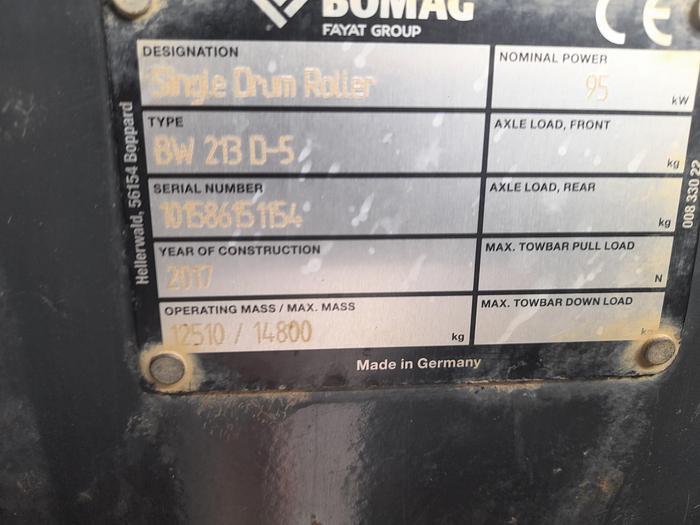 BOMAG
FAYAT GROUP
CE
DESIGNATION
Single Drum Roller
NOMINAL POWER
95
kW
TYPE
BW 213 D-5
AXLE LOAD, FRONT
kg
SERIAL NUMBER
101586151154
AXLE LOAD, REAR
kg
YEAR OF CONSTRUCTION
2017
MAX. TOWBAR PULL LOAD
N
OPERATING MASS / MAX. MASS
12510 / 14800
kg
MAX. TOWBAR DOWN LOAD
kg
Made in Germany
Hellerwald, 56154 Boppard
008 330 22